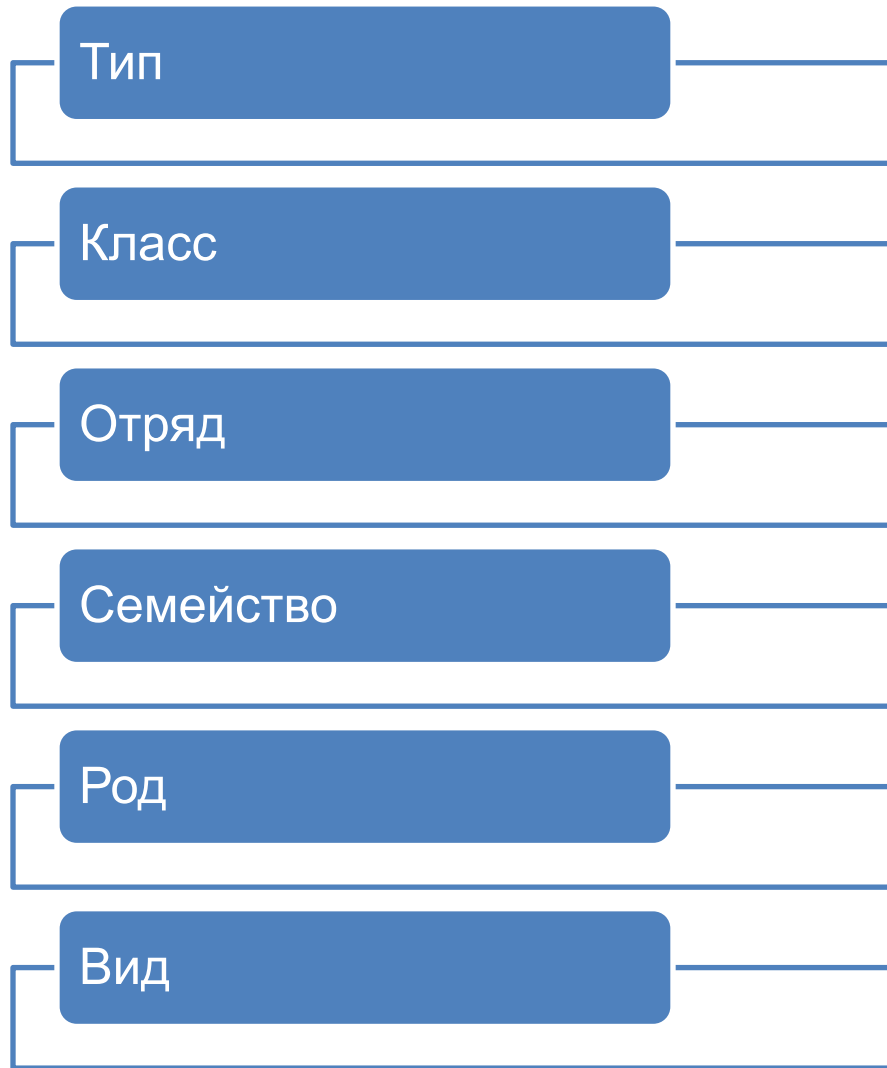 Тип
Класс
Отряд
Семейство
Род
Вид